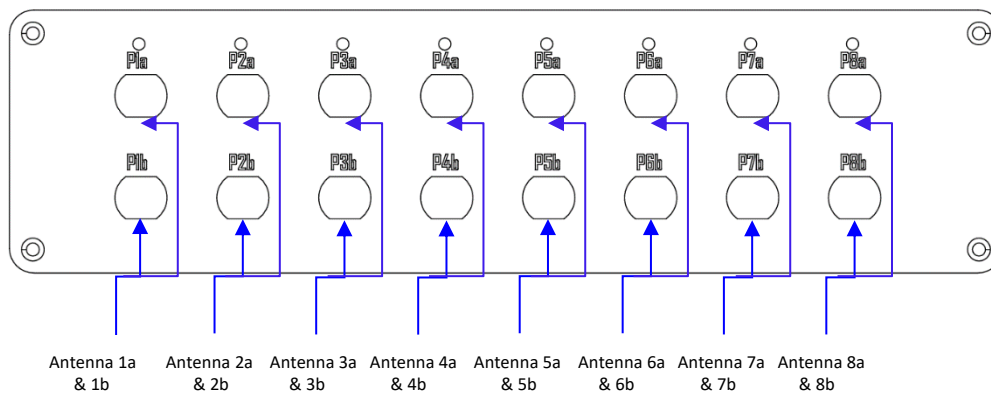 P1a P2a P3a P4a P5a P6a P7a P8a
P1b P2b P3b P4b P5b P6b P7b P8b
Antenna 1a Antenna 2a Antenna 3a Antenna 4a Antenna 5a Antenna 6a Antenna 7a Antenna 8a
& 1b & 2b & 3b & 4b & 5b & 6b & 7b & 8b